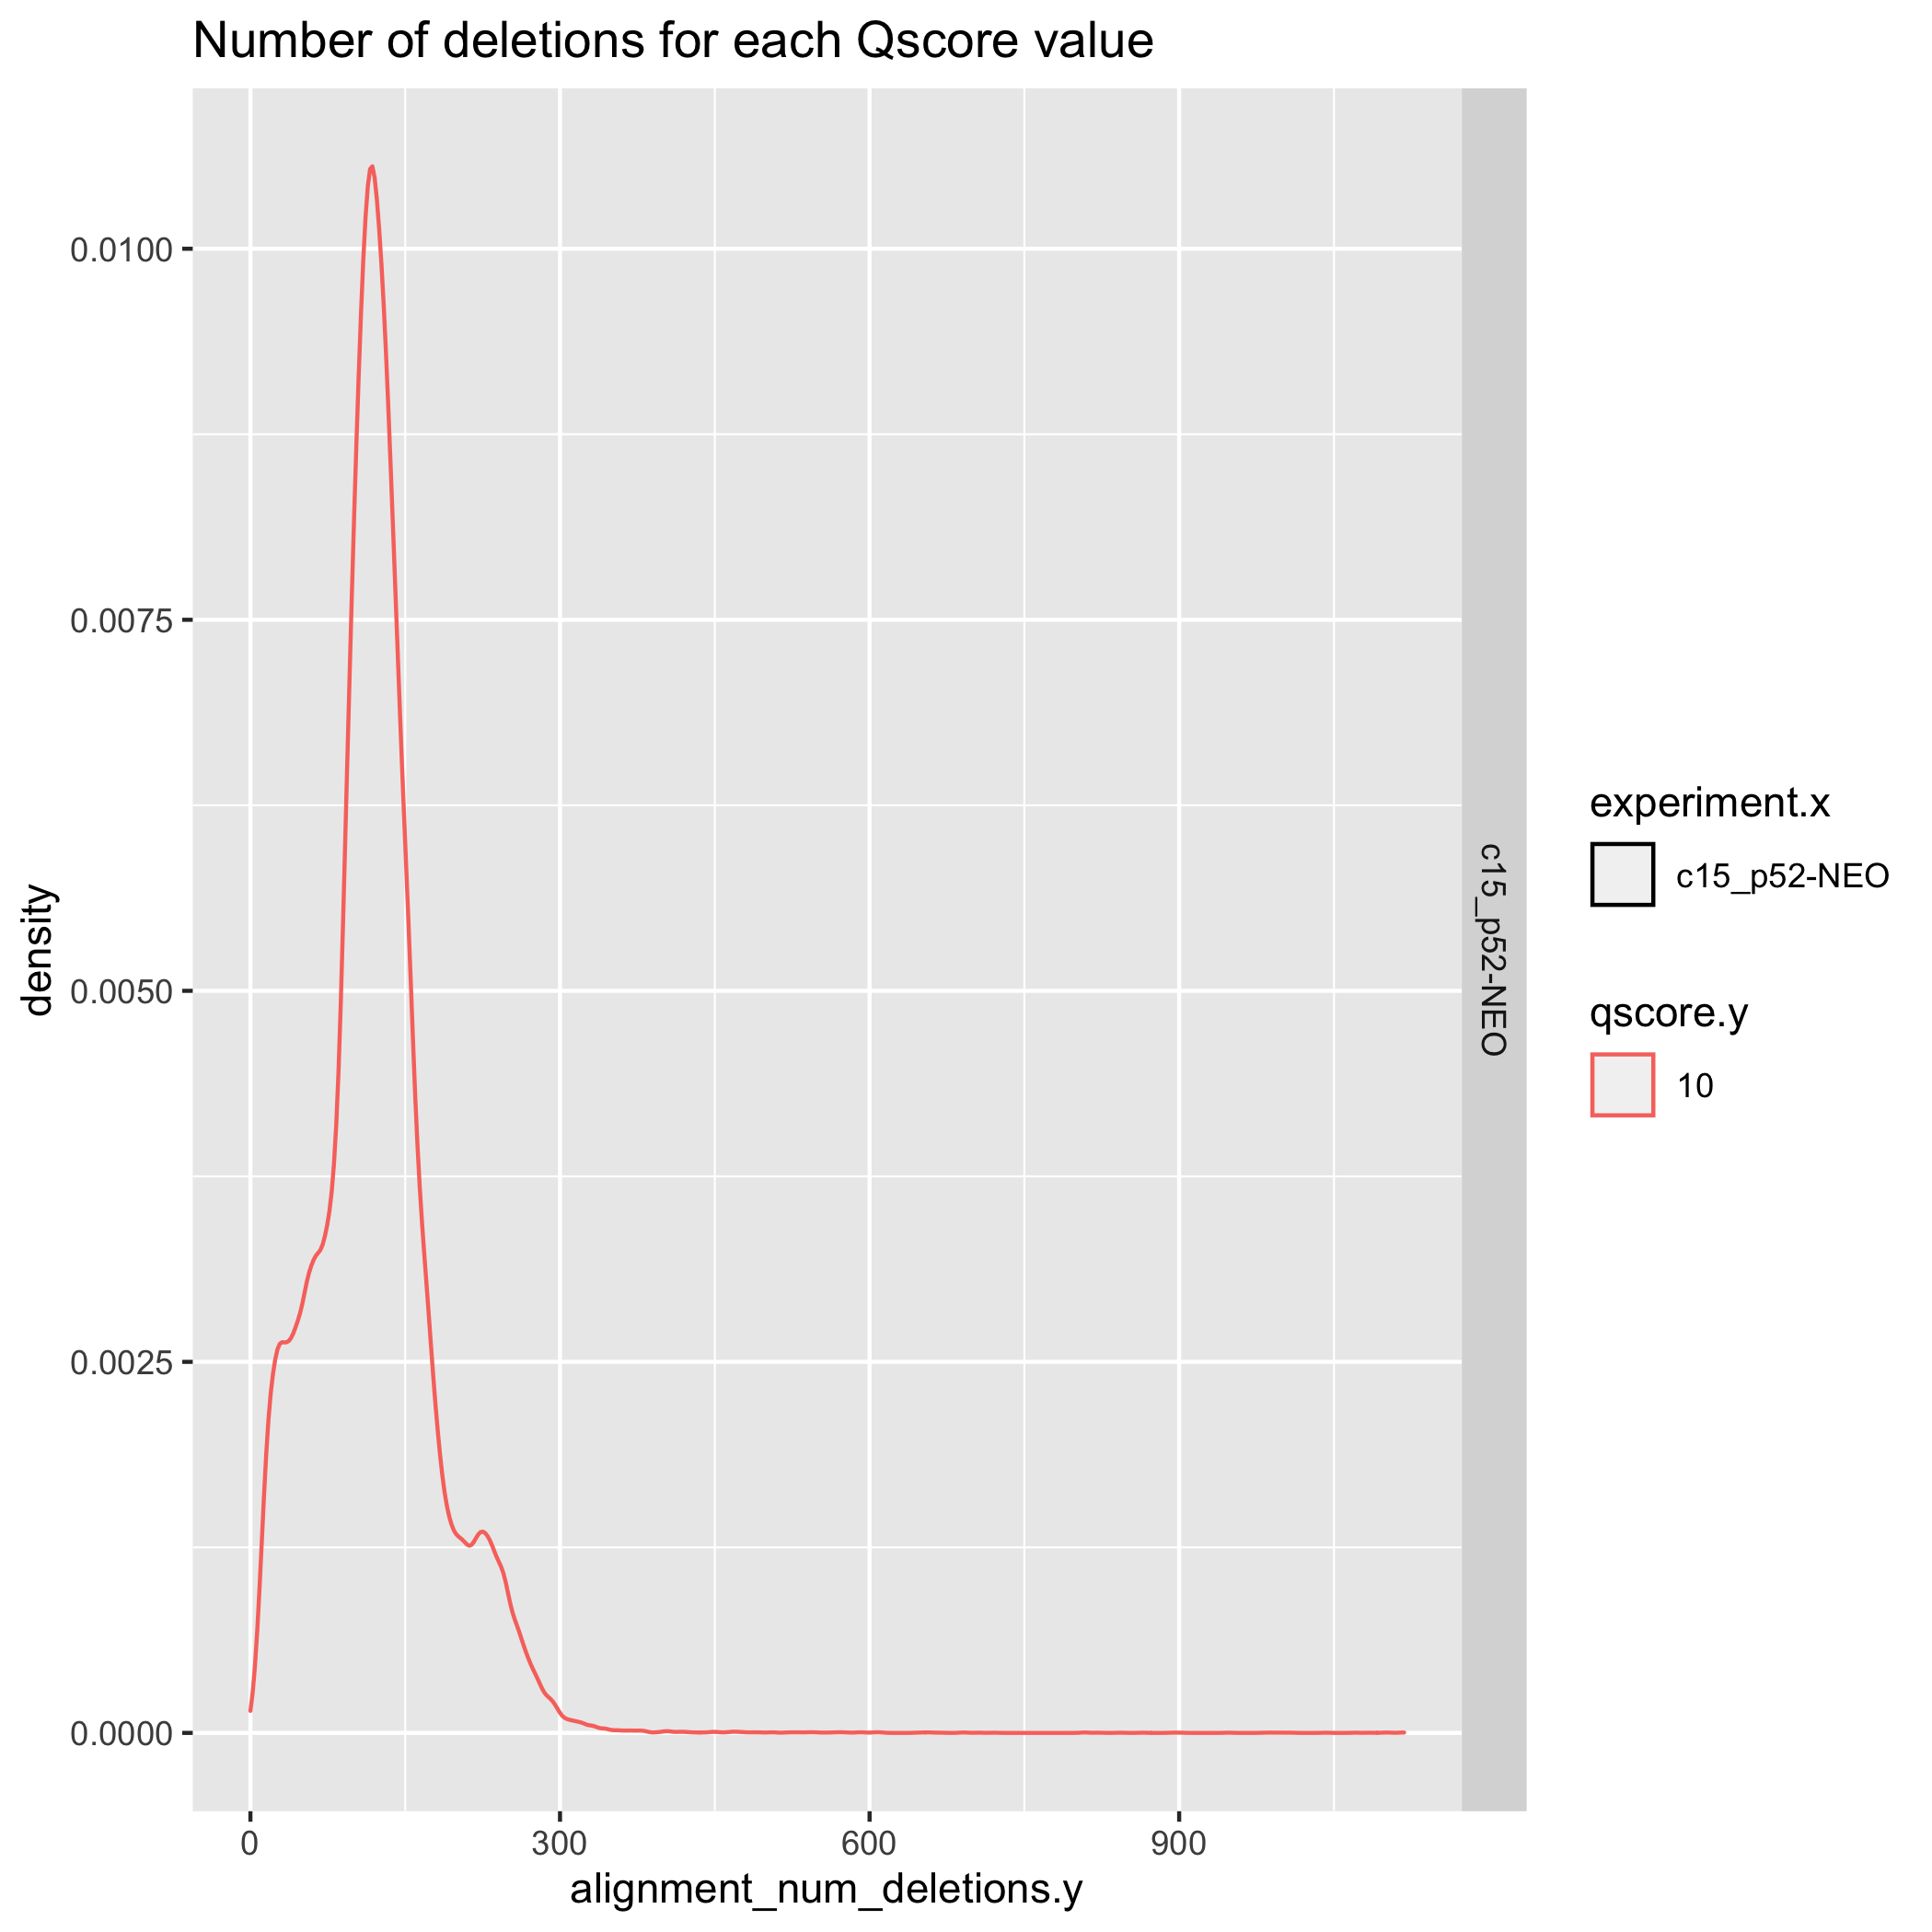 Number of deletions for each Qscore value
density
0.0100
0.0075
0.0050
0.0025
0.0000
0
300
600
900
alignment_num_deletions.y
c15_p52-NEO
experiment.x
c15_p52-NEO
qscore.y
10